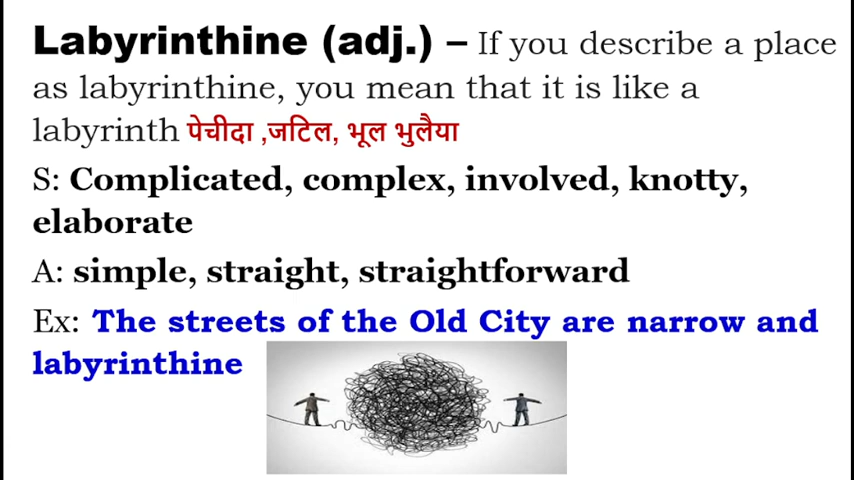 Labyrinthine (adj.) – If you describe a place
as labyrinthine, you mean that it is like a
labyrinth पेचीदा ,जटिल, भूल भुलैया
S: Complicated, complex, involved, knotty,
elaborate
A: simple, straight, straightforward
Ex: The streets of the Old City are narrow and
labyrinthine